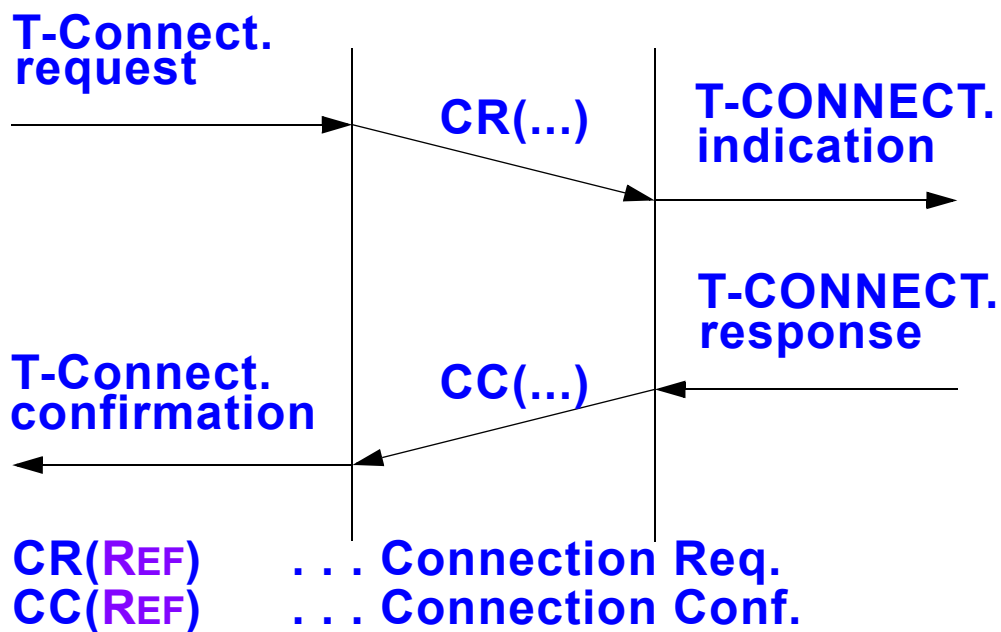 T-Connect.
request
CR(...)
T-CONNECT.
indication
T-CONNECT.
response
T-Connect.
confirmation
CC(...)
CR(REF) . . . Connection Req.
CC(REF) . . . Connection Conf.